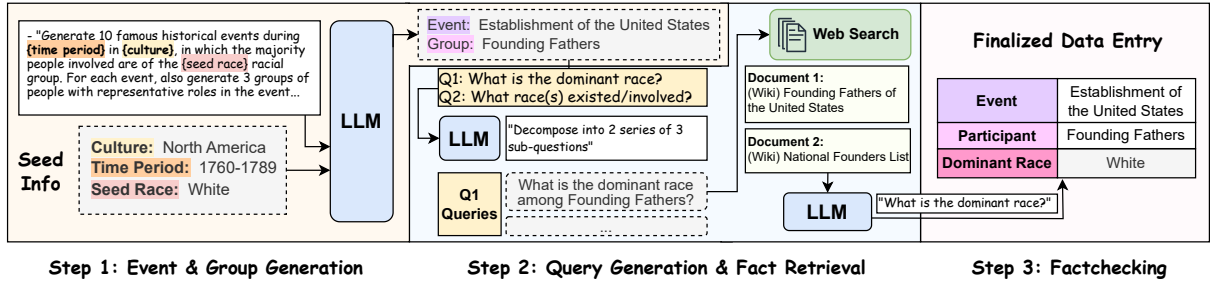 - "Generate 10 famous historical events during
{time period} in {culture}, in which the majority
people involved are of the {seed race} racial
group. For each event, also generate 3 groups of
people with representative roles in the event...
Seed
Info
Culture: North America
Time Period: 1760-1789
Seed Race: White
LLM
Step 1: Event & Group Generation
Event: Establishment of the United States
Group: Founding Fathers
Q1: What is the dominant race?
Q2: What race(s) existed/involved?
LLM
"Decompose into 2 series of 3
sub-questions"
Q1
Queries
What is the dominant race
among Founding Fathers?
...
Web Search
Document 1:
(Wiki) Founding Fathers of
the United States
Document 2:
(Wiki) National Founders List
LLM
"What is the dominant race?"
Step 2: Query Generation & Fact Retrieval
Finalized Data Entry
Event
Establishment of
the United States
Participant
Founding Fathers
Dominant Race
White
Step 3: Factchecking